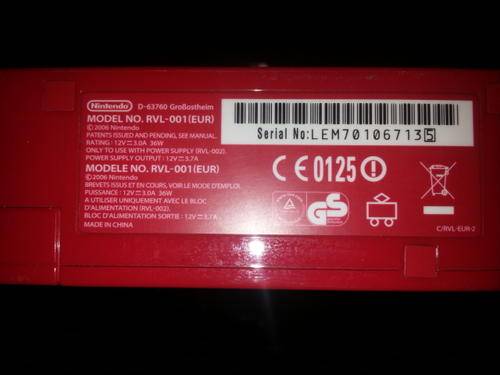 Nintendo D-63760 Großostheim
MODEL NO. RVL-001(EUR)
©2006 Nintendo
PATENTS ISSUED AND PENDING, SEE MANUAL.
RATING : 12V⎓3.0A 36W
ONLY TO USE WITH POWER SUPPLY (RVL-002).
POWER SUPPLY OUTPUT : 12V⎓3.7A
MODELE NO. RVL-001(EUR)
©2006 Nintendo
BREVETS ISSUS ET EN COURS, VOIR LE MODE D'EMPLOI.
PUISSANCE : 12V⎓3.0A 36W
A UTILISER UNIQUEMENT AVEC LE BLOC
D'ALIMENTATION (RVL-002).
BLOC D'ALIMENTATION SORTIE : 12V⎓3.7A
MADE IN CHINA
Serial No:LEM701067135
CE0125
GS
C/RVL-EUR-2